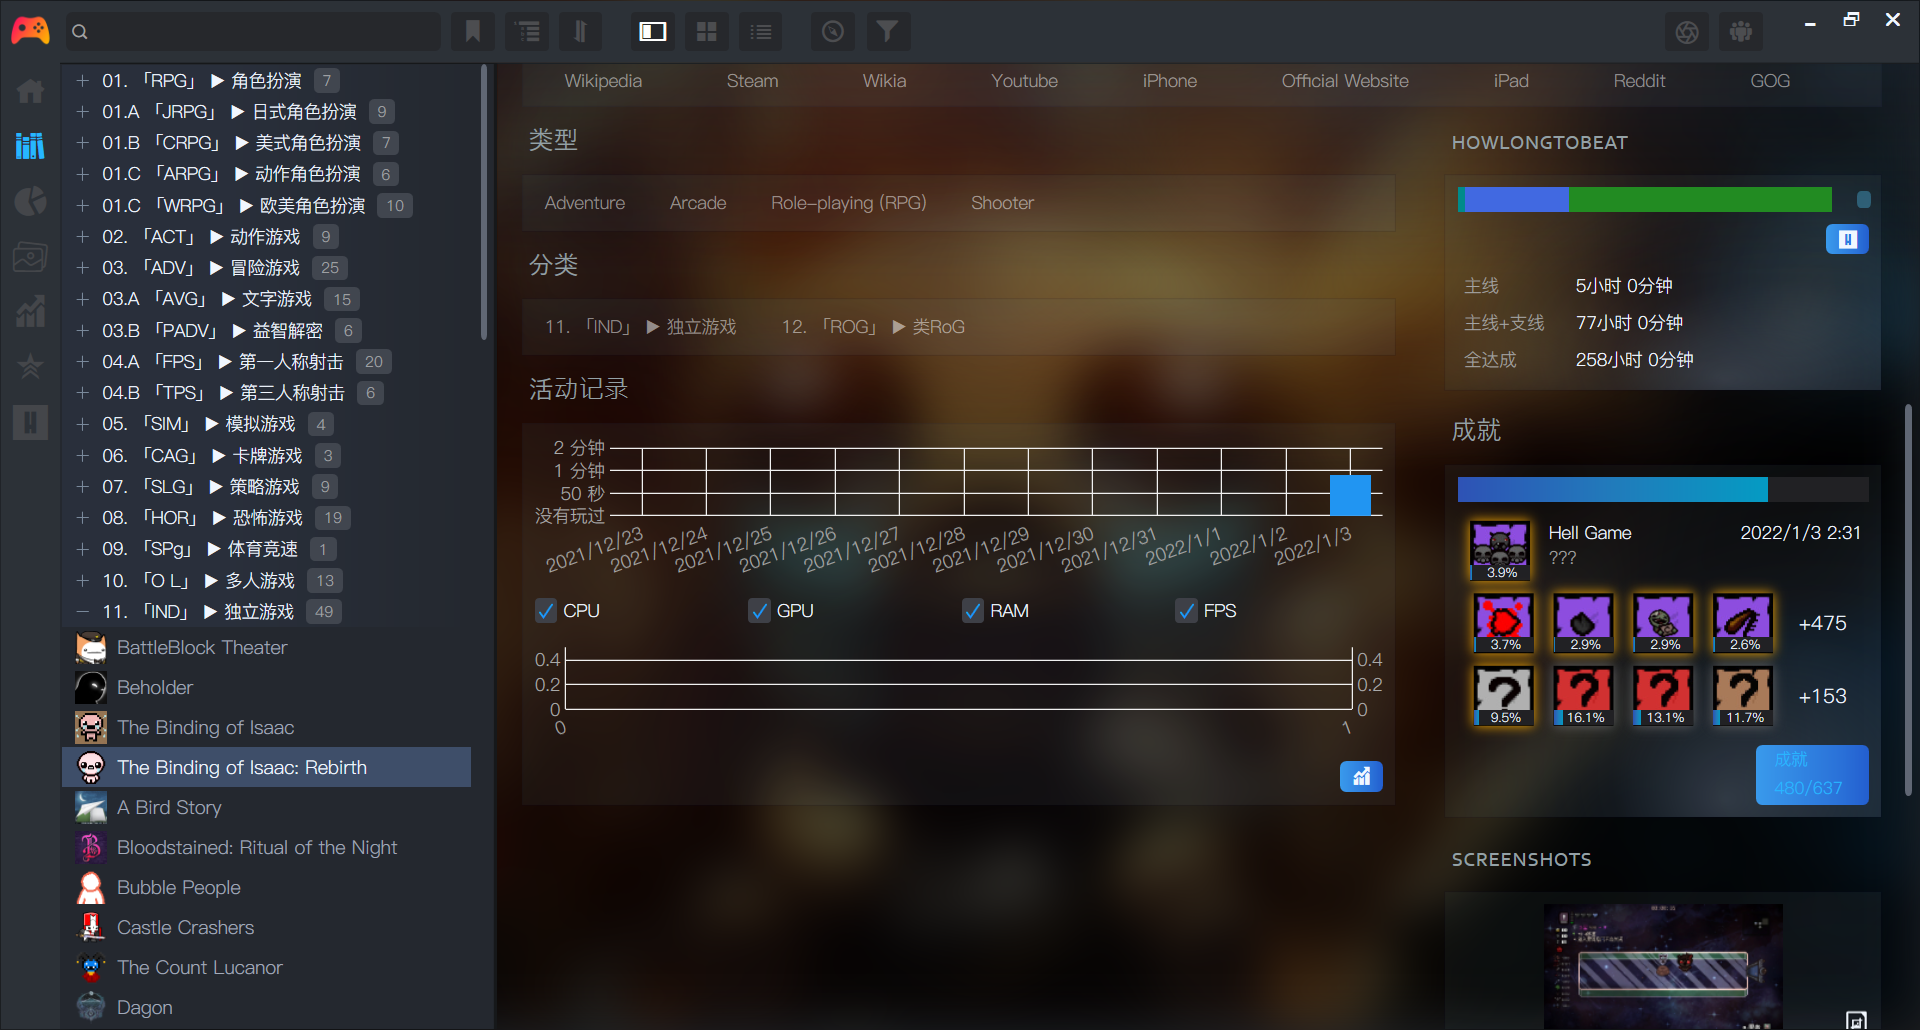 01. 「RPG」 ▶ 角色扮演 7
01.A 「JRPG」 ▶ 日式角色扮演 9
01.B 「CRPG」 ▶ 美式角色扮演 7
01.C 「ARPG」 ▶ 动作角色扮演 6
01.C 「WRPG」 ▶ 欧美角色扮演 10
02. 「ACT」 ▶ 动作游戏 9
03. 「ADV」 ▶ 冒险游戏 25
03.A 「AVG」 ▶ 文字游戏 15
03.B 「PADV」 ▶ 益智解密 6
04.A 「FPS」 ▶ 第一人称射击 20
04.B 「TPS」 ▶ 第三人称射击 6
05. 「SIM」 ▶ 模拟游戏 4
06. 「CAG」 ▶ 卡牌游戏 3
07. 「SLG」 ▶ 策略游戏 9
08. 「HOR」 ▶ 恐怖游戏 19
09. 「SPg」 ▶ 体育竞速 1
10. 「O L」 ▶ 多人游戏 13
11. 「IND」 ▶ 独立游戏 49
BattleBlock Theater
Beholder
The Binding of Isaac
The Binding of Isaac: Rebirth
A Bird Story
Bloodstained: Ritual of the Night
Bubble People
Castle Crashers
The Count Lucanor
Dagon
Wikipedia Steam Wikia Youtube iPhone Official Website iPad Reddit GOG
类型
Adventure Arcade Role-playing (RPG) Shooter
分类
11. 「IND」 ▶ 独立游戏 12. 「ROG」 ▶ 类RoG
活动记录
2 分钟
1 分钟
50 秒
没有玩过
2021/12/23 2021/12/24 2021/12/25 2021/12/26 2021/12/27 2021/12/28 2021/12/29 2021/12/30 2021/12/31 2022/1/1 2022/1/2 2022/1/3
CPU GPU RAM FPS
0.4 0.4
0.2 0.2
0 0
0 1
HOWLONGTOBEAT
主线 5小时 0分钟
主线+支线 77小时 0分钟
全达成 258小时 0分钟
成就
Hell Game 2022/1/3 2:31
???
3.9%
3.7% 2.9% 2.9% 2.6% +475
9.5% 16.1% 13.1% 11.7% +153
成就
480/637
SCREENSHOTS